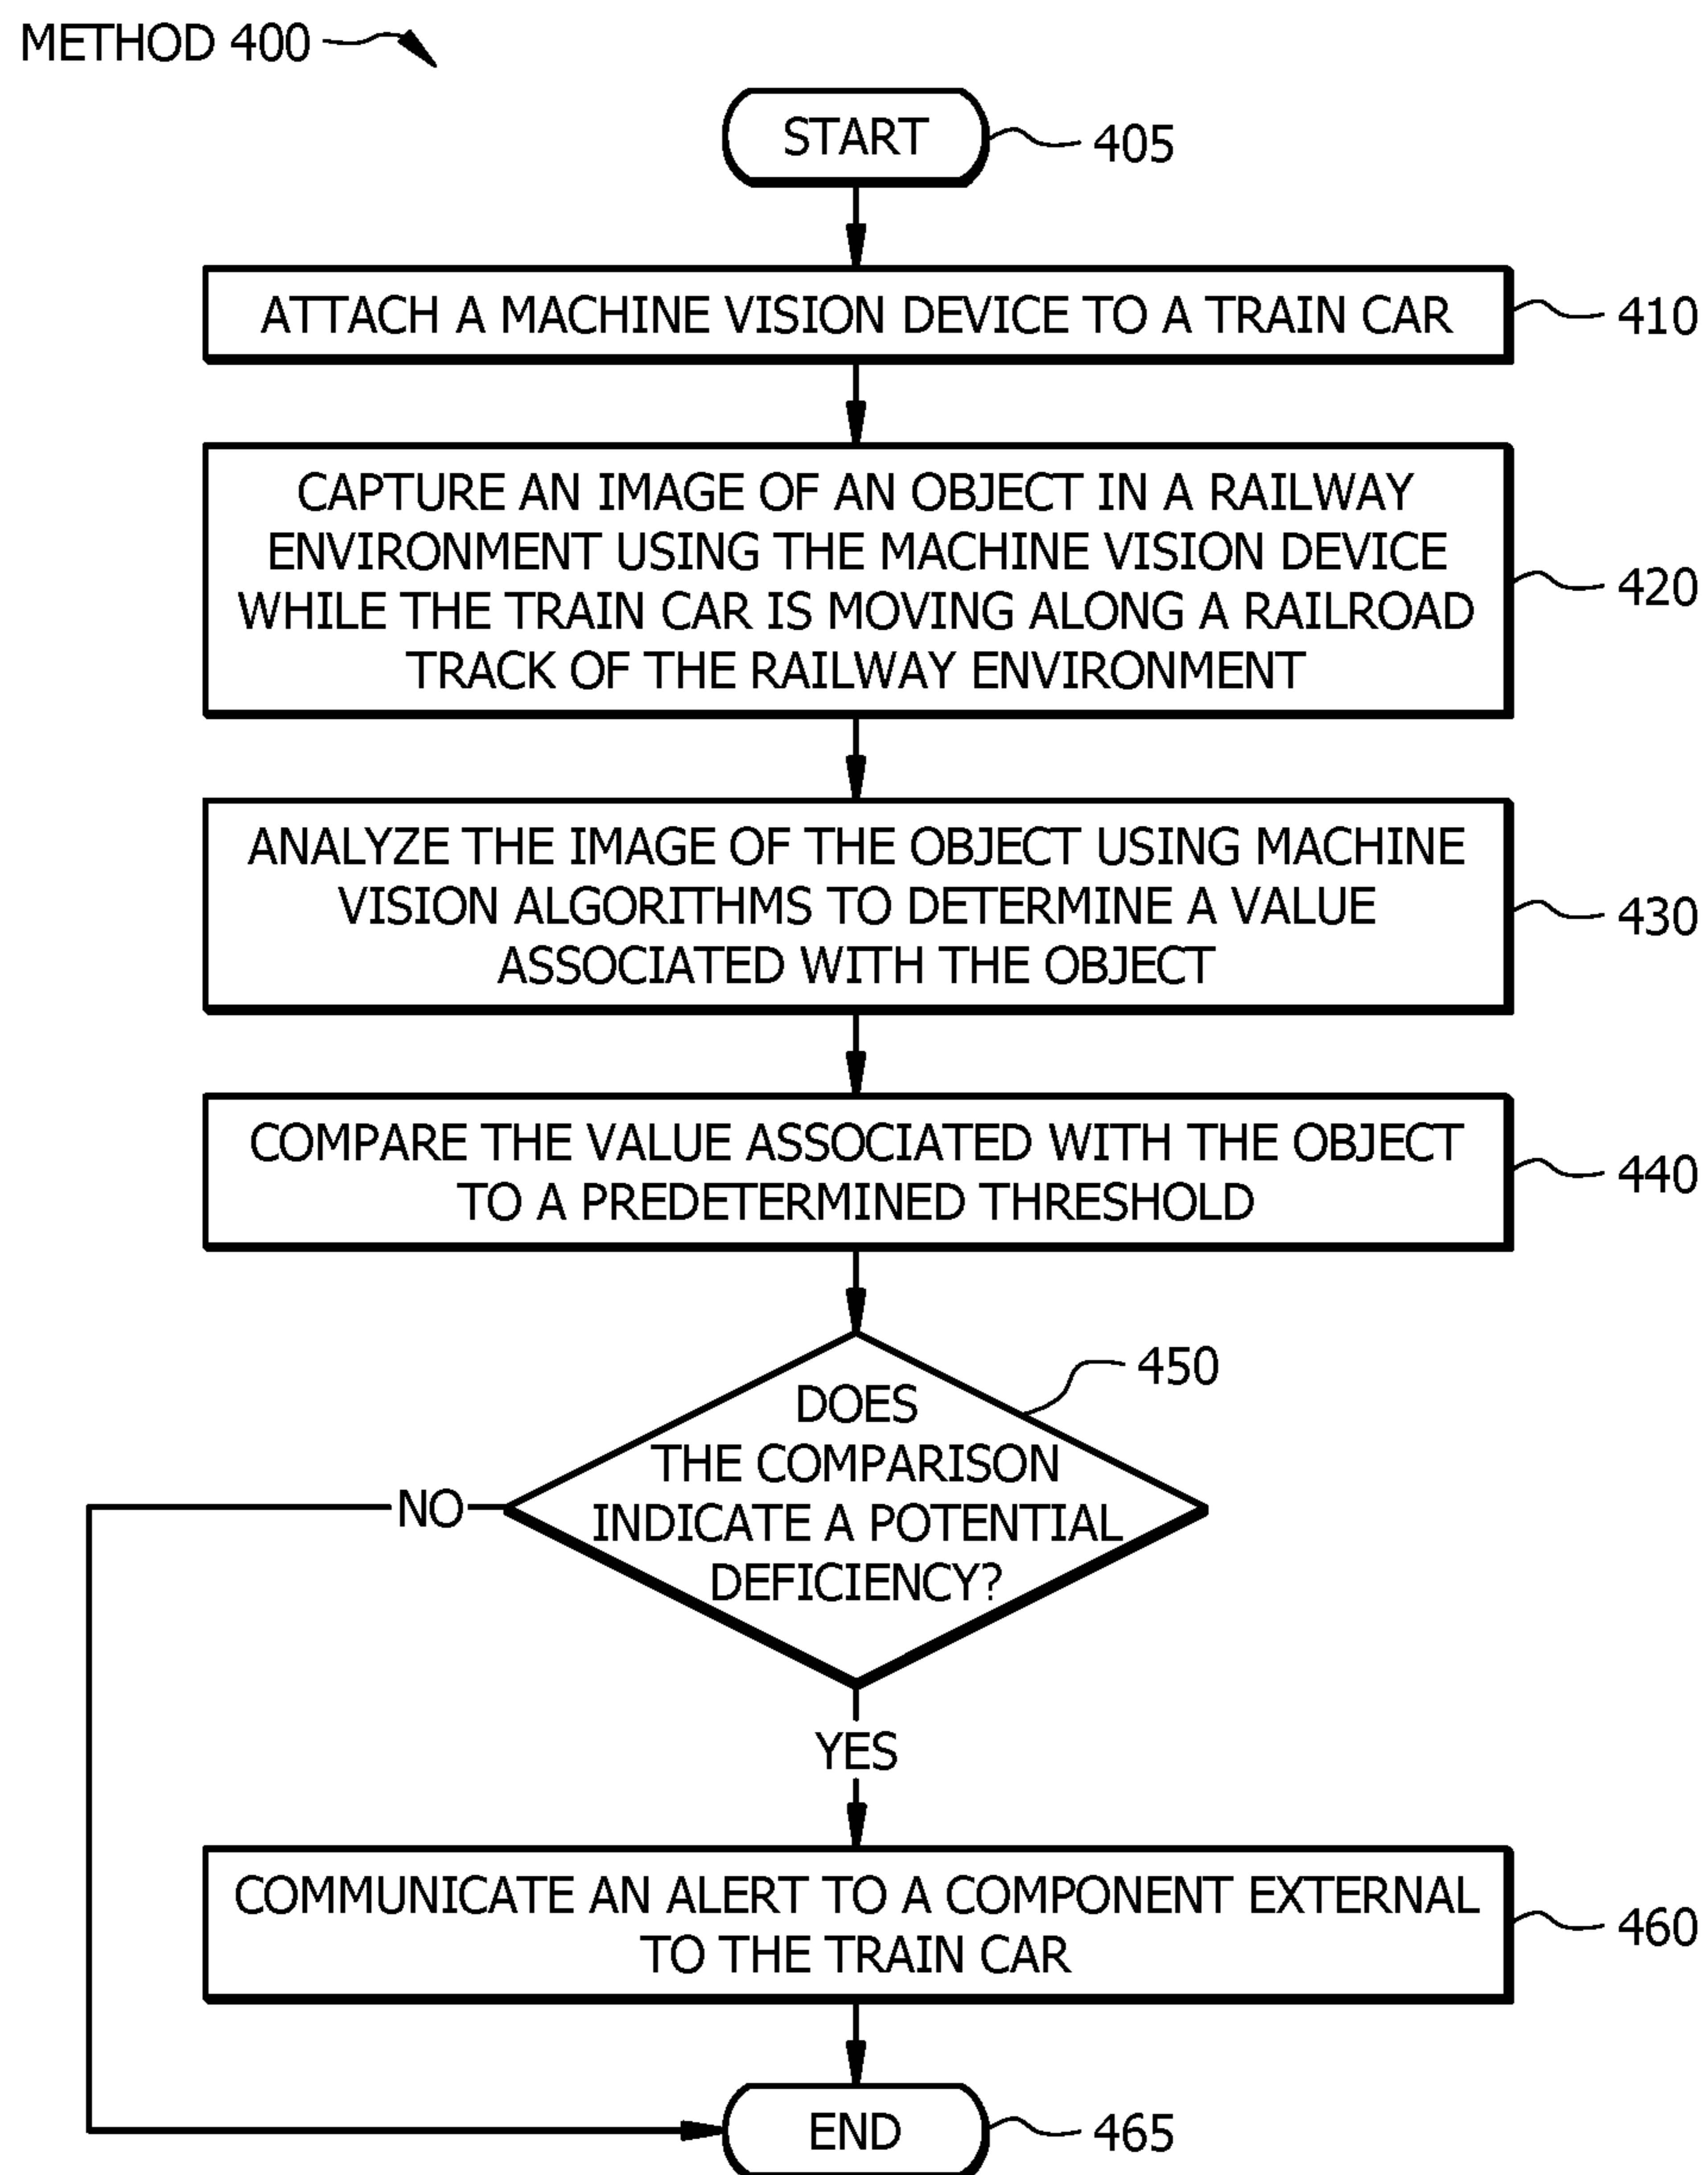 METHOD 400
START
405
ATTACH A MACHINE VISION DEVICE TO A TRAIN CAR
410
CAPTURE AN IMAGE OF AN OBJECT IN A RAILWAY
ENVIRONMENT USING THE MACHINE VISION DEVICE
WHILE THE TRAIN CAR IS MOVING ALONG A RAILROAD
TRACK OF THE RAILWAY ENVIRONMENT
420
ANALYZE THE IMAGE OF THE OBJECT USING MACHINE
VISION ALGORITHMS TO DETERMINE A VALUE
ASSOCIATED WITH THE OBJECT
430
COMPARE THE VALUE ASSOCIATED WITH THE OBJECT
TO A PREDETERMINED THRESHOLD
440
450
DOES
THE COMPARISON
INDICATE A POTENTIAL
DEFICIENCY?
NO
YES
COMMUNICATE AN ALERT TO A COMPONENT EXTERNAL
TO THE TRAIN CAR
460
END
465